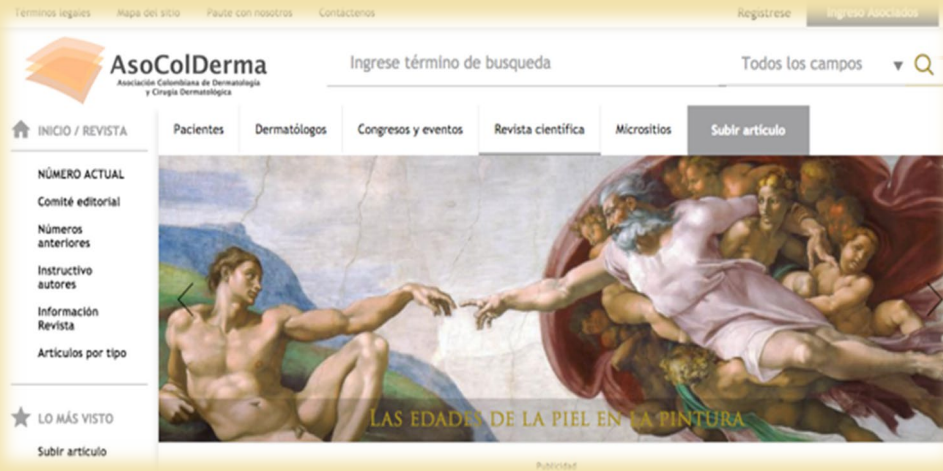 Términos legales Mapa del sitio Paute con nosotros Contáctenos Regístrese Ingreso Asociados
AsoColDerma
Asociación Colombiana de Dermatología
y Cirugía Dermatológica
Ingrese término de busqueda
Todos los campos
INICIO / REVISTA
Pacientes Dermatólogos Congresos y eventos Revista científica Micrositios Subir artículo
NÚMERO ACTUAL
Comité editorial
Números
anteriores
Instructivo
autores
Información
Revista
Artículos por tipo
LAS EDADES DE LA PIEL EN LA PINTURA
LO MÁS VISTO
Subir artículo
Publicidad